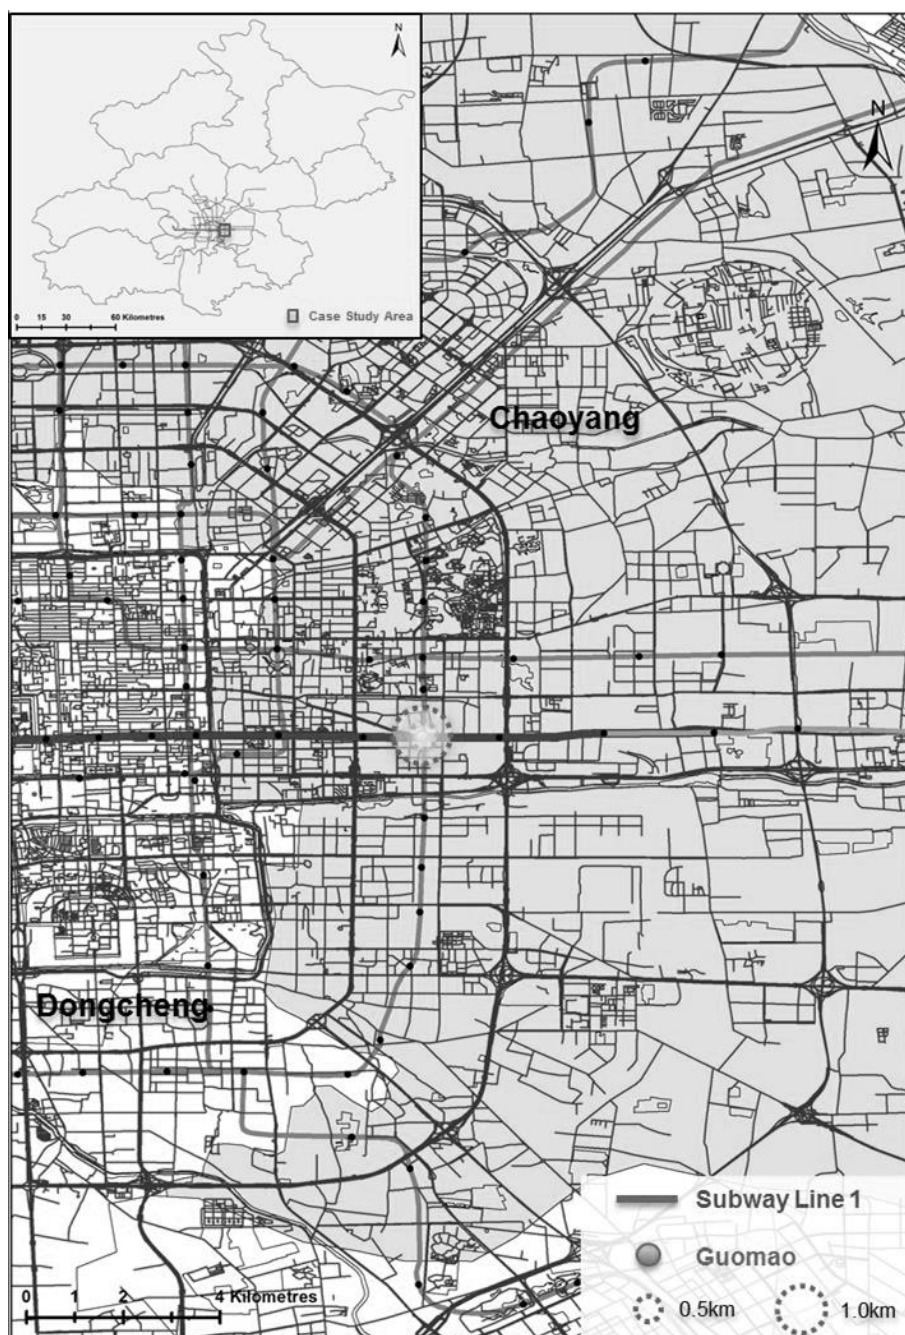 N
0 15 30 60 Kilometres
Case Study Area
N
Chaoyang
Dongcheng
0 1 2 4 Kilometres
Subway Line 1
Guomao
0.5km 1.0km